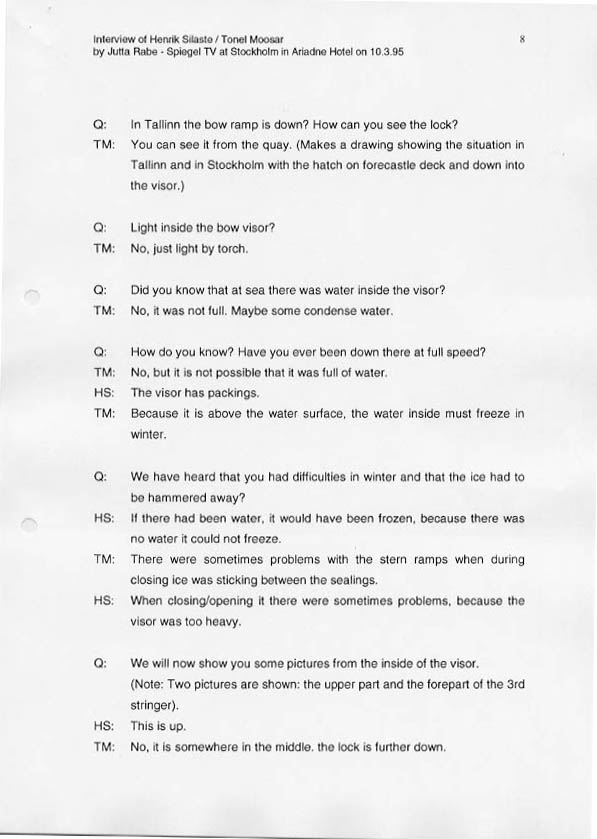 Interview of Henrik Silaste / Tonel Moosar 8
by Jutta Rabe - Spiegel TV at Stockholm in Ariadne Hotel on 10.3.95
Q: In Tallinn the bow ramp is down? How can you see the lock?
TM: You can see it from the quay. (Makes a drawing showing the situation in
Tallinn and in Stockholm with the hatch on forecastle deck and down into
the visor.)
Q: Light inside the bow visor?
TM: No, just light by torch.
Q: Did you know that at sea there was water inside the visor?
TM: No, it was not full. Maybe some condense water.
Q: How do you know? Have you ever been down there at full speed?
TM: No, but it is not possible that it was full of water.
HS: The visor has packings.
TM: Because it is above the water surface, the water inside must freeze in
winter.
Q: We have heard that you had difficulties in winter and that the ice had to
be hammered away?
HS: If there had been water, it would have been frozen, because there was
no water it could not freeze.
TM: There were sometimes problems with the stern ramps when during
closing ice was sticking between the sealings.
HS: When closing/opening it there were sometimes problems, because the
visor was too heavy.
Q: We will now show you some pictures from the inside of the visor.
(Note: Two pictures are shown: the upper part and the forepart of the 3rd
stringer).
HS: This is up.
TM: No, it is somewhere in the middle. the lock is further down.